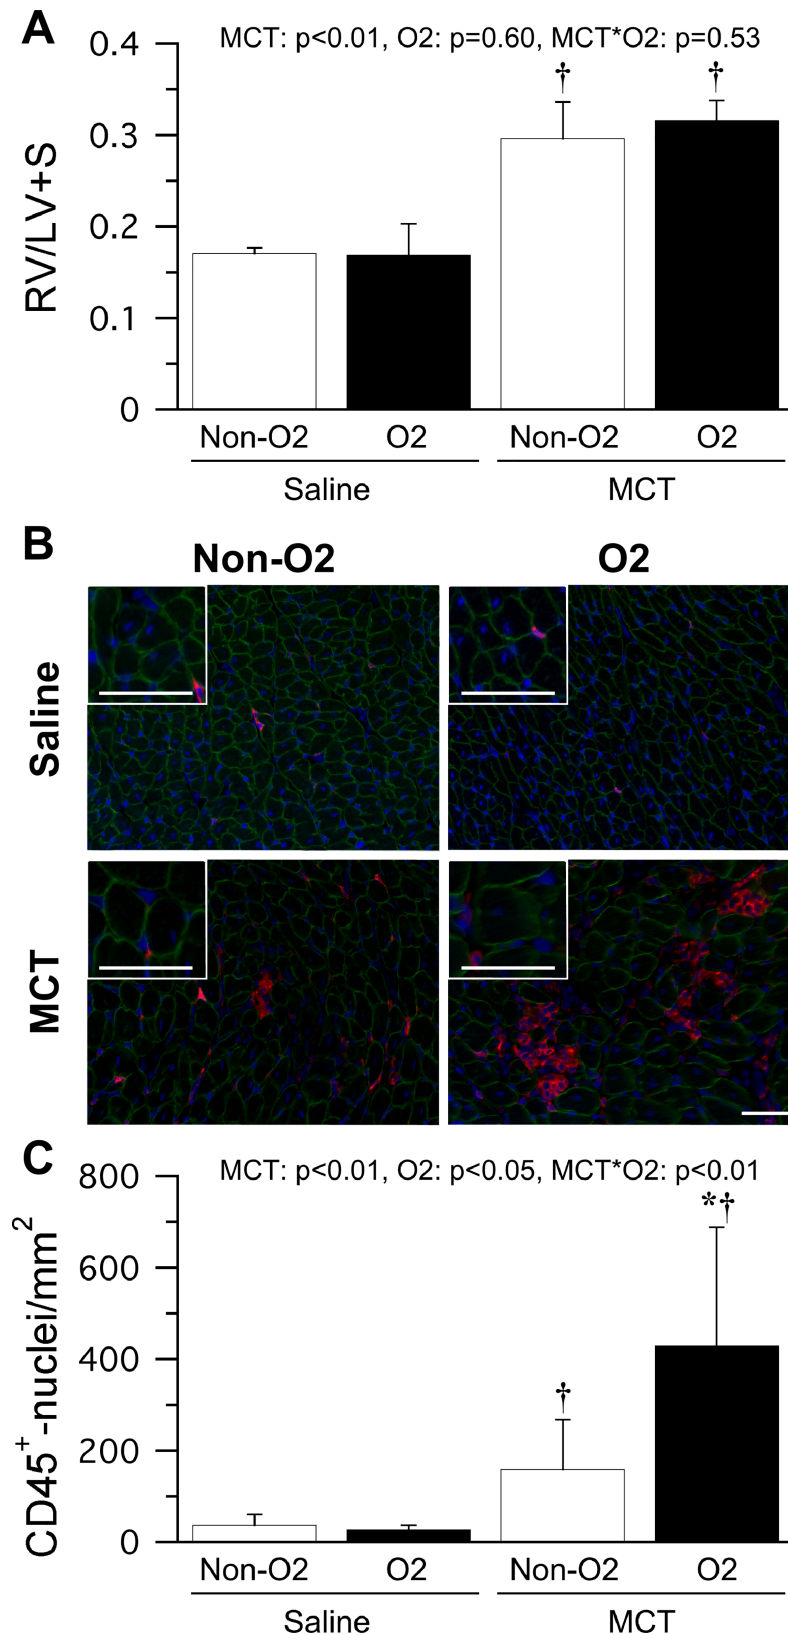 A
MCT: p<0.01, O2: p=0.60, MCT*O2: p=0.53
RV/LV+S
0.4
0.3
0.2
0.1
0
† †
Non-O2 O2 Non-O2 O2
Saline MCT
B
Non-O2 O2
Saline
MCT
C
MCT: p<0.01, O2: p<0.05, MCT*O2: p<0.01
CD45⁺-nuclei/mm²
800
600
400
200
0
*†
†
Non-O2 O2 Non-O2 O2
Saline MCT